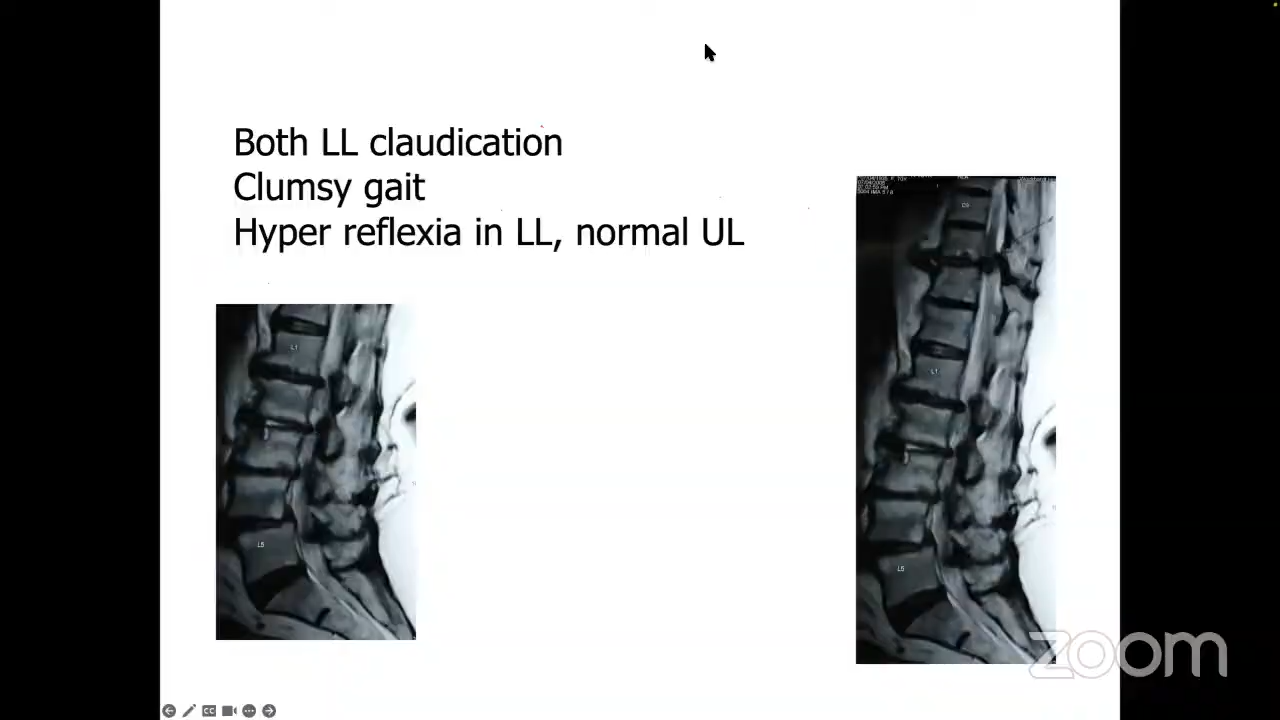 Both LL claudication
Clumsy gait
Hyper reflexia in LL, normal UL
L1
L5
L1
L5
zoom